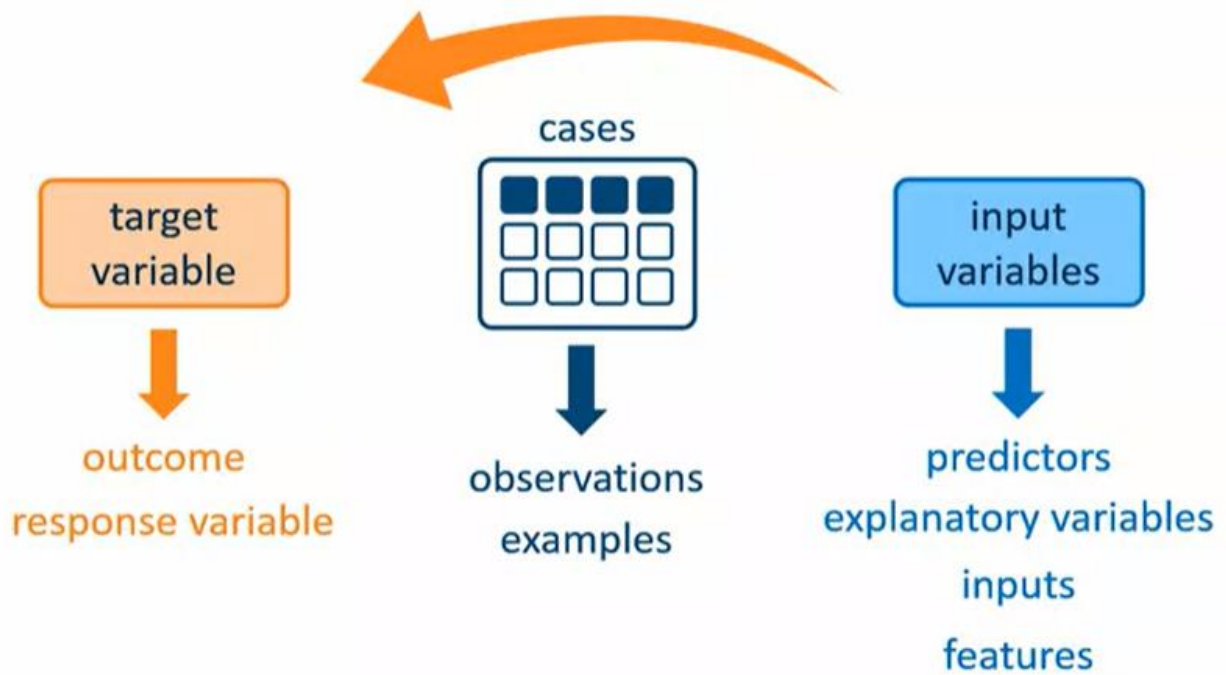 cases
target
variable
input
variables
outcome
response variable
observations
examples
predictors
explanatory variables
inputs
features